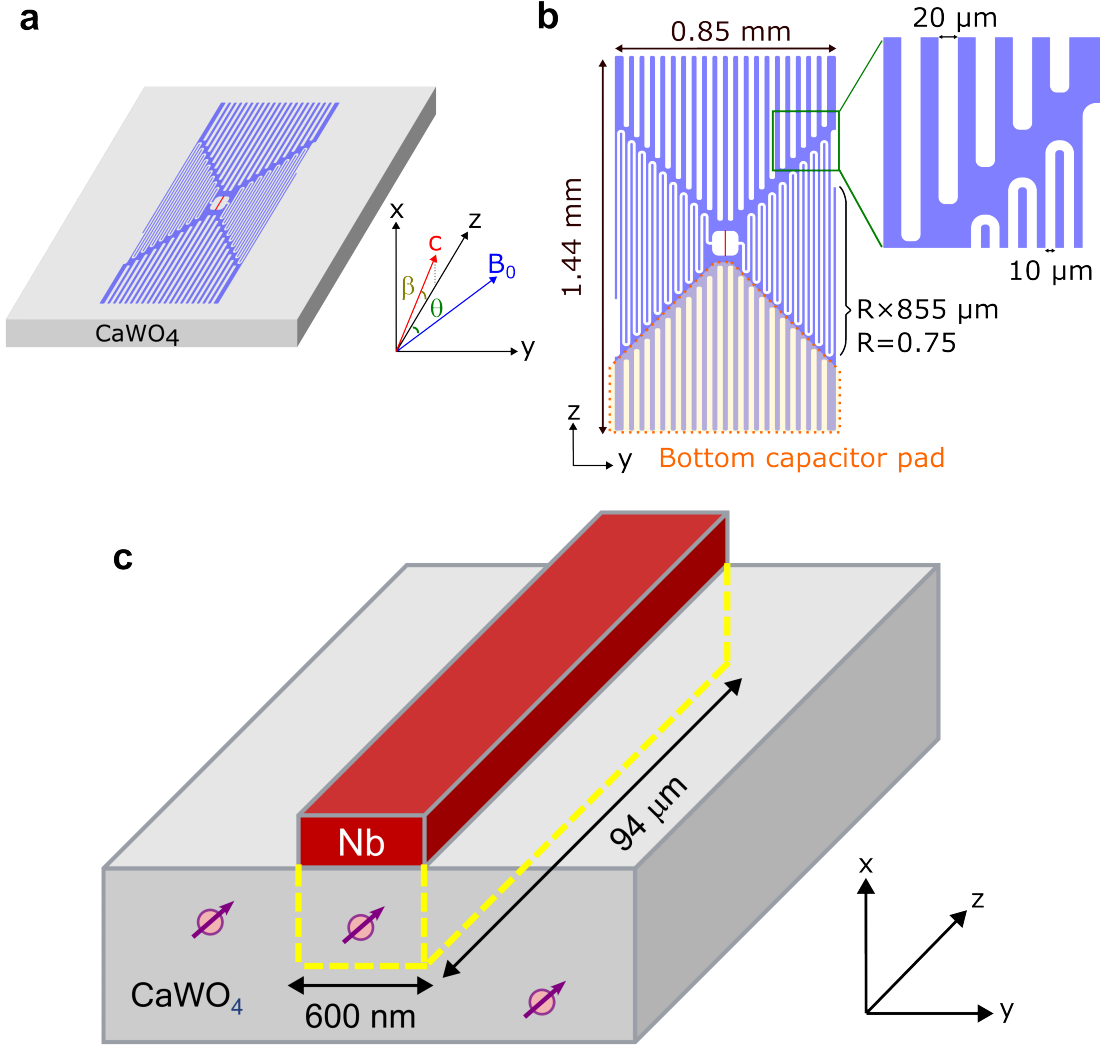 a
CaWO4
x
z
y
c
B0
β
θ
b
0.85 mm
1.44 mm
20 μm
10 μm
R×855 μm
R=0.75
z
y
Bottom capacitor pad
c
Nb
94 μm
CaWO4
600 nm
x
z
y